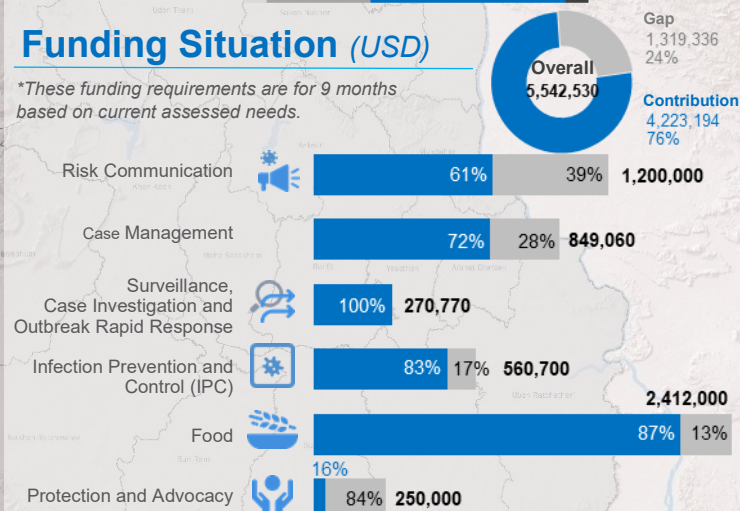 Funding Situation (USD)
*These funding requirements are for 9 months
based on current assessed needs.
Overall
5,542,530
Gap
1,319,336
24%
Contribution
4,223,194
76%
Risk Communication
61%
39%
1,200,000
Case Management
72%
28%
849,060
Surveillance,
Case Investigation and
Outbreak Rapid Response
100%
270,770
Infection Prevention and
Control (IPC)
83%
17%
560,700
Food
87%
13%
2,412,000
Protection and Advocacy
16%
84%
250,000